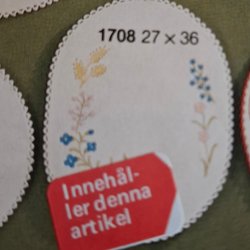 1708 27 × 36
Innehål-
ler denna
artikel